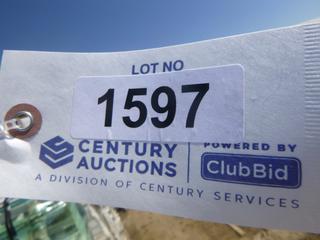 LOT NO
1597
CENTURY AUCTIONS
POWERED BY
ClubBid
A DIVISION OF CENTURY SERVICES